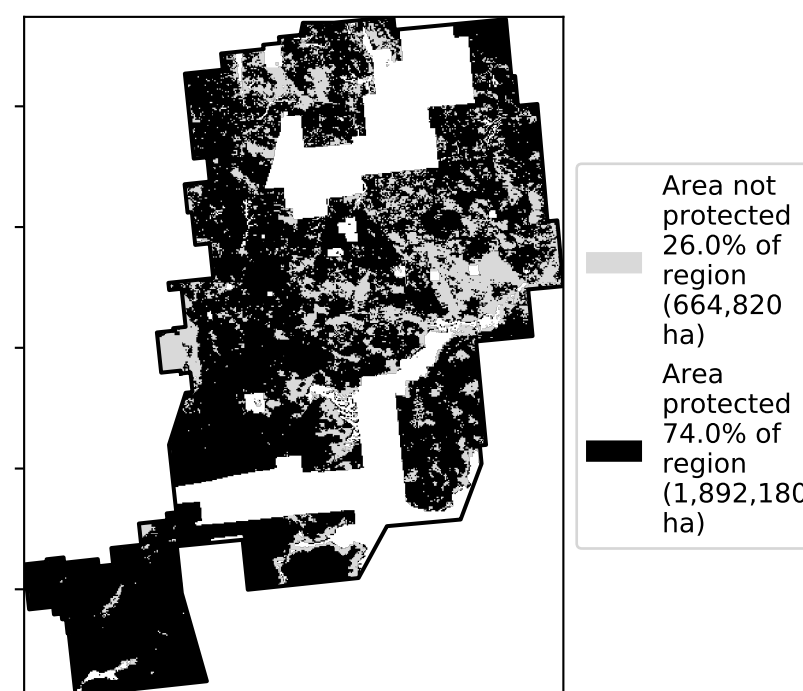 Area not
protected
26.0% of
region
(664,820
ha)
Area
protected
74.0% of
region
(1,892,180
ha)